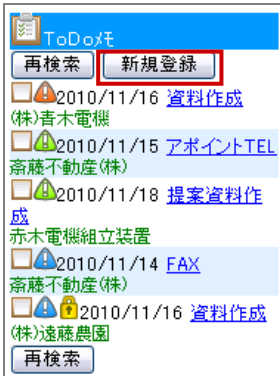 ToDoメモ
再検索 新規登録
2010/11/16 資料作成
(株)青木電機
2010/11/15 アポイントTEL
斎藤不動産(株)
2010/11/18 提案資料作
成
赤木電機組立装置
2010/11/14 FAX
斎藤不動産(株)
2010/11/16 資料作成
(株)遠藤農園
再検索